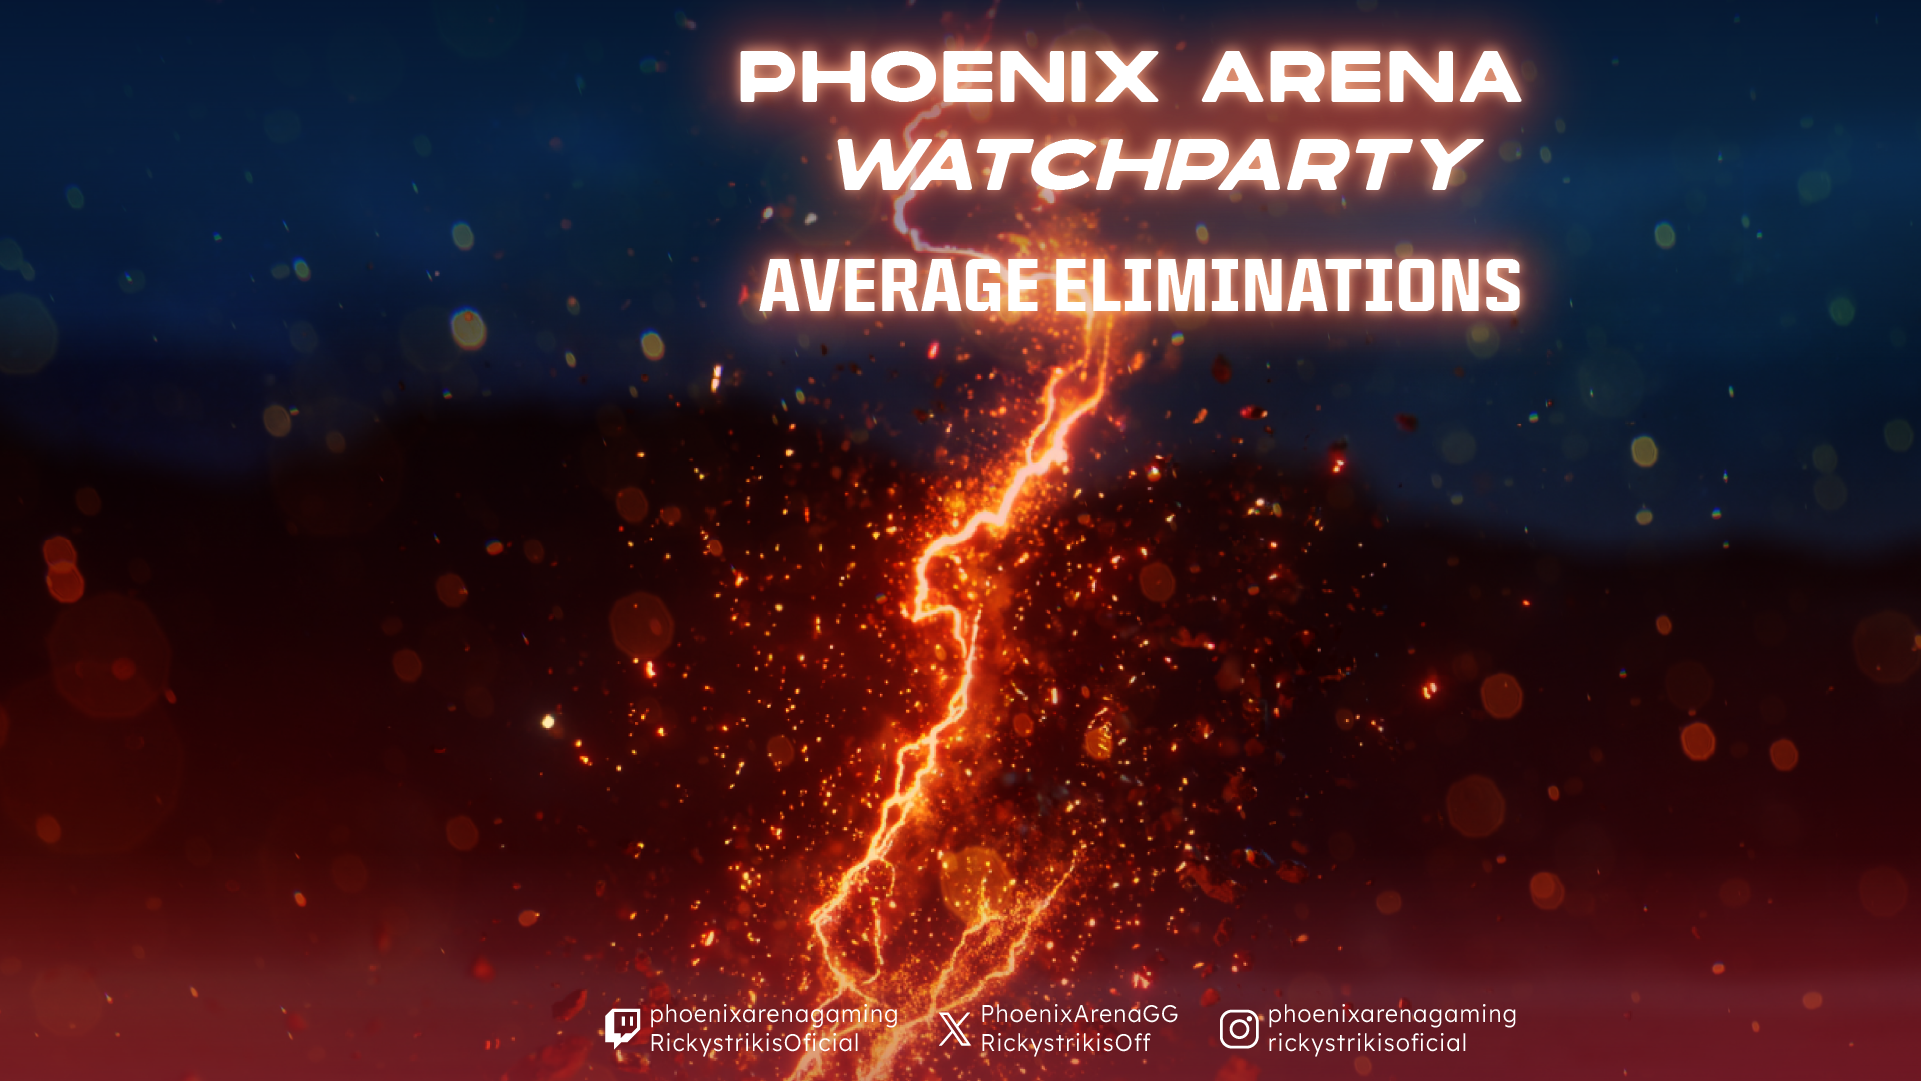 PHOENIX ARENA
WATCHPARTY
AVERAGE ELIMINATIONS
phoenixarenagaming
RickystrikisOficial
PhoenixArenaGG
RickystrikisOff
phoenixarenagaming
rickystrikisoficial